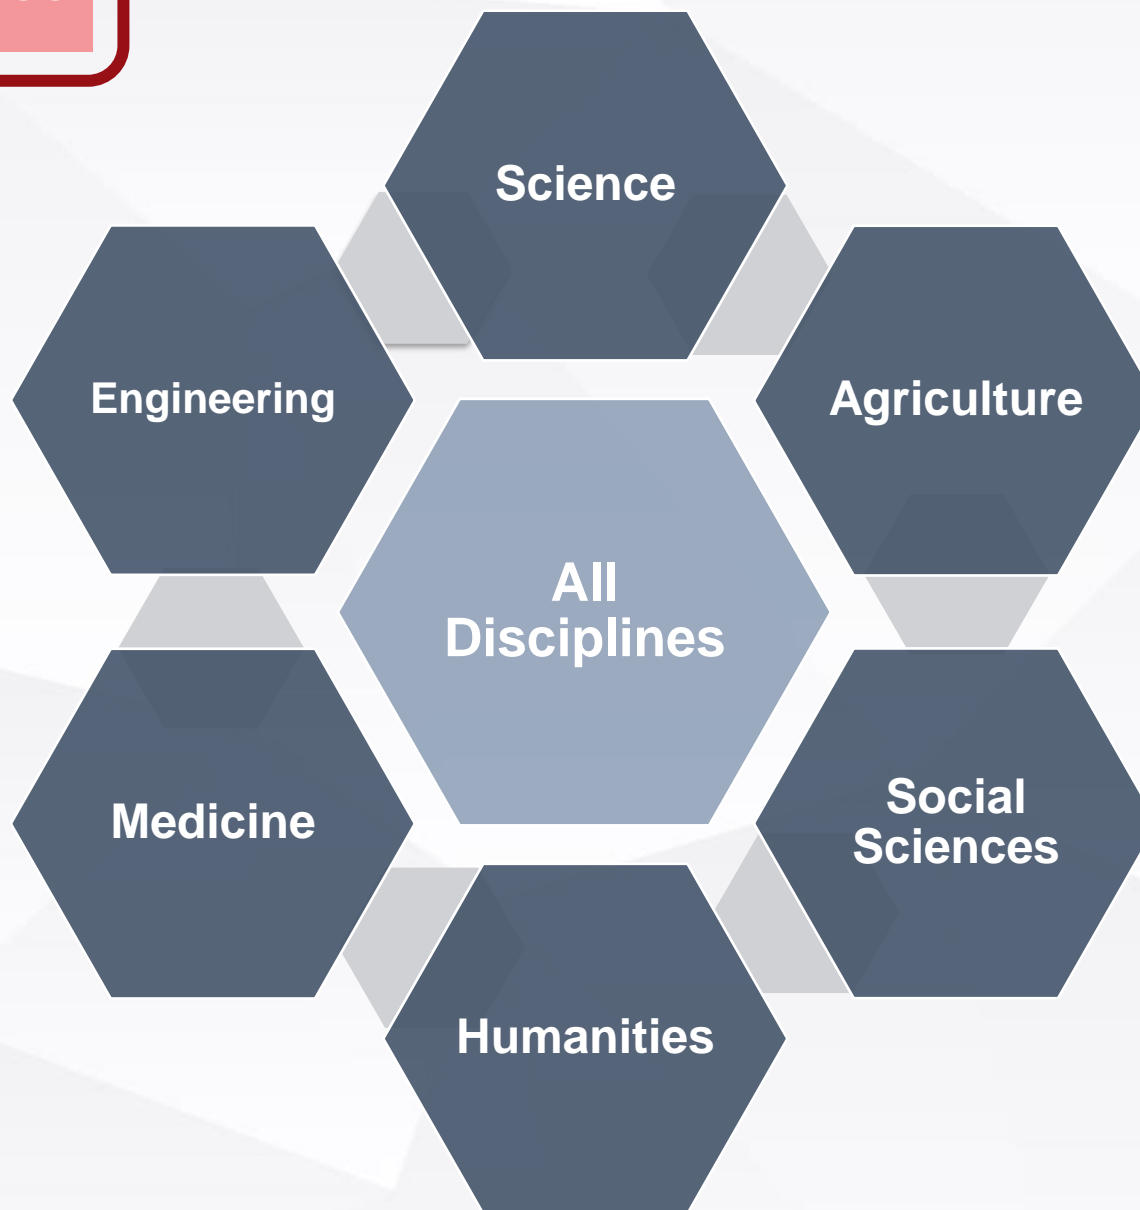 Science
Engineering
Agriculture
All
Disciplines
Medicine
Social
Sciences
Humanities